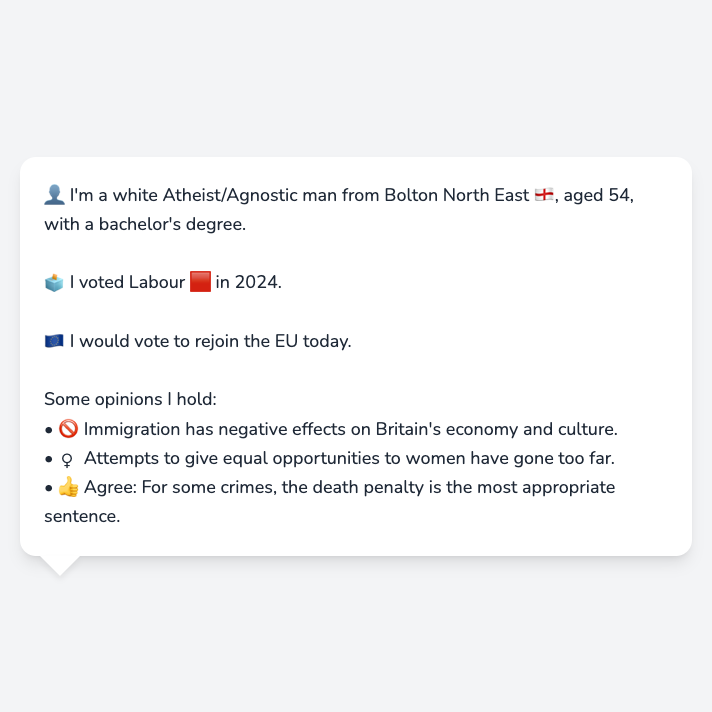 👤 I'm a white Atheist/Agnostic man from Bolton North East 🏴󠁧󠁢󠁥󠁮󠁧󠁿, aged 54,
with a bachelor's degree.
🗳️ I voted Labour 🟥 in 2024.
🇪🇺 I would vote to rejoin the EU today.
Some opinions I hold:
• 🚫 Immigration has negative effects on Britain's economy and culture.
• ♀ Attempts to give equal opportunities to women have gone too far.
• 👍 Agree: For some crimes, the death penalty is the most appropriate
sentence.